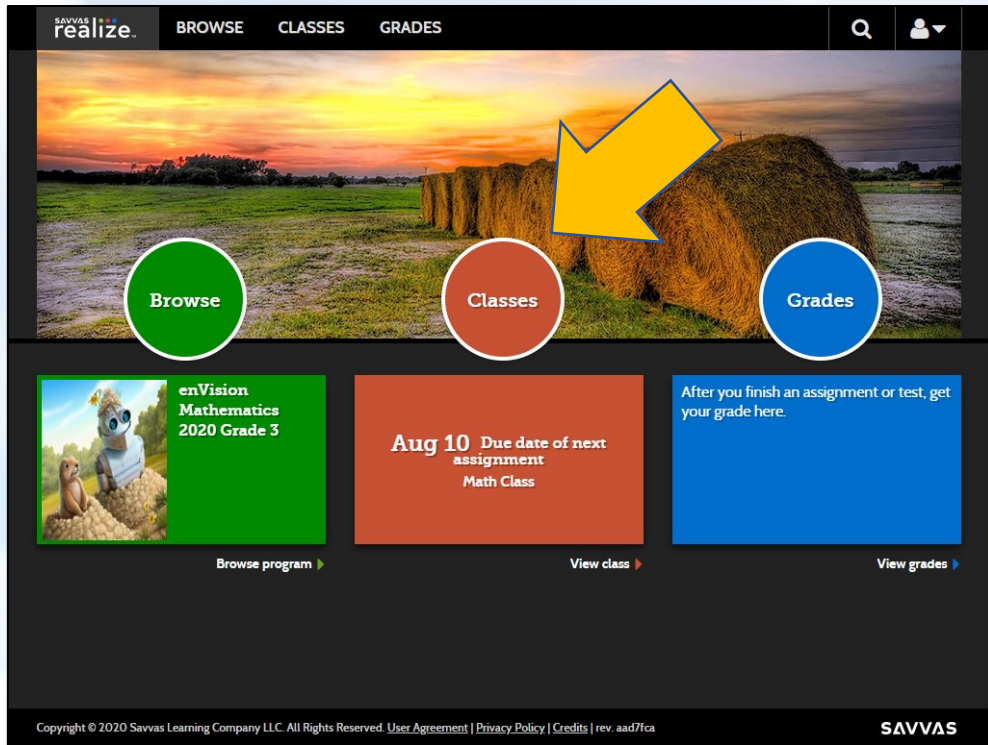 SAVVAS
realize™ BROWSE CLASSES GRADES
Browse
Classes
Grades
enVision
Mathematics
2020 Grade 3
Browse program
Aug 10 Due date of next
assignment
Math Class
View class
After you finish an assignment or test, get
your grade here.
View grades
Copyright © 2020 Savvas Learning Company LLC. All Rights Reserved. User Agreement | Privacy Policy | Credits | rev. aad7fca
SAVVAS